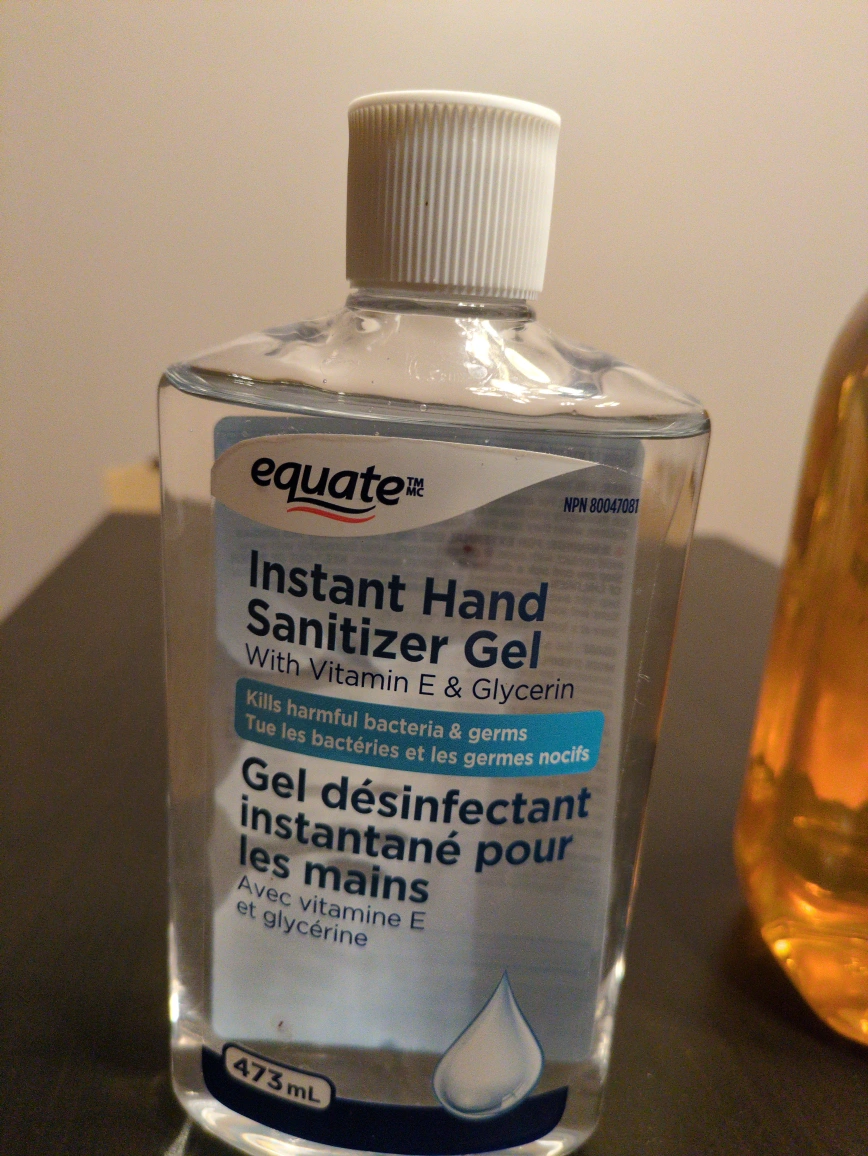 equate™ MC
NPN 80047081
Instant Hand
Sanitizer Gel
With Vitamin E & Glycerin
Kills harmful bacteria & germs
Tue les bactéries et les germes nocifs
Gel désinfectant
instantané pour
les mains
Avec vitamine E
et glycérine
473 mL